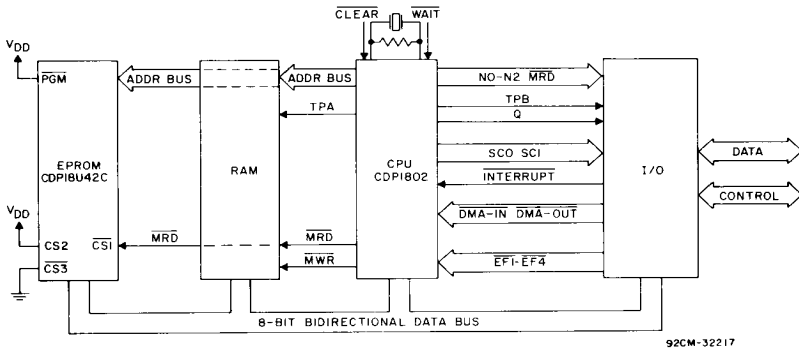 CLEAR WAIT
VDD
PGM
ADDR BUS
ADDR BUS
NO-N2 MRD
TPA
TPB
Q
EPROM
CDP18U42C
RAM
CPU
CDP1802
I/O
SCO SCI
DATA
INTERRUPT
CONTROL
DMA-IN DMA-OUT
VDD
CS2 CS1
MRD
MRD
MWR
EF1-EF4
CS3
8-BIT BIDIRECTIONAL DATA BUS
92CM-32217